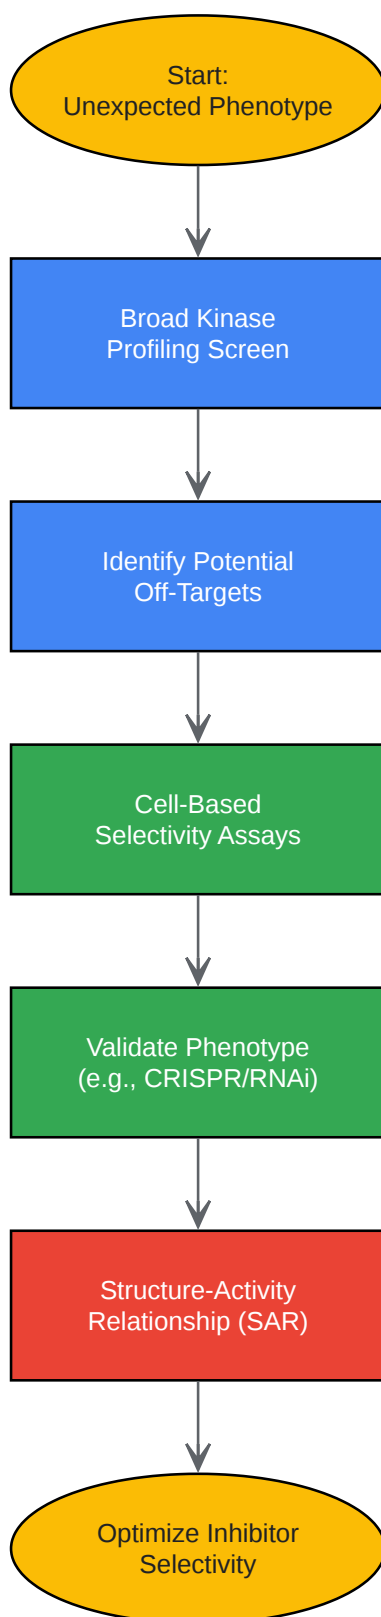 Start:
Unexpected Phenotype
Broad Kinase
Profiling Screen
Identify Potential
Off-Targets
Cell-Based
Selectivity Assays
Validate Phenotype
(e.g., CRISPR/RNAi)
Structure-Activity
Relationship (SAR)
Optimize Inhibitor
Selectivity